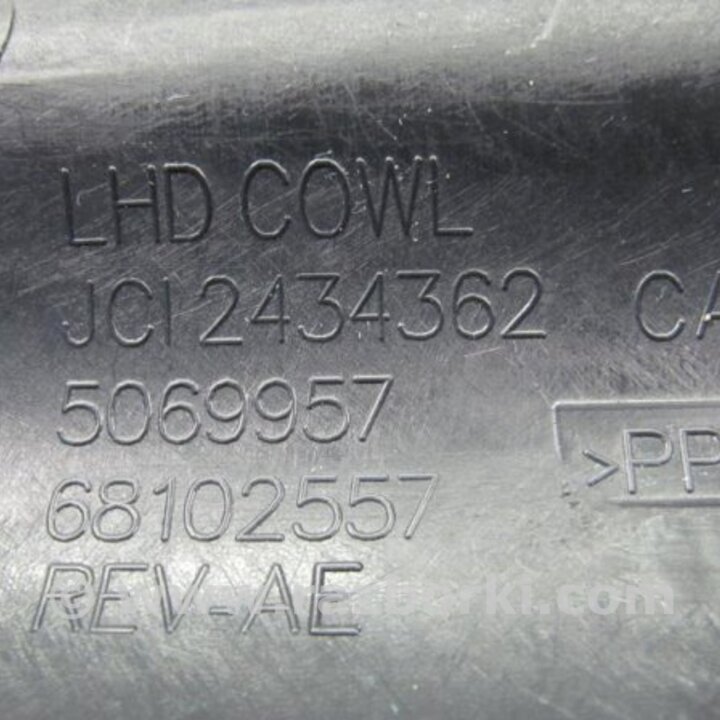 LHD COWL
JCI 2434362 CA
5069957
>PP
68102557
REV-AE